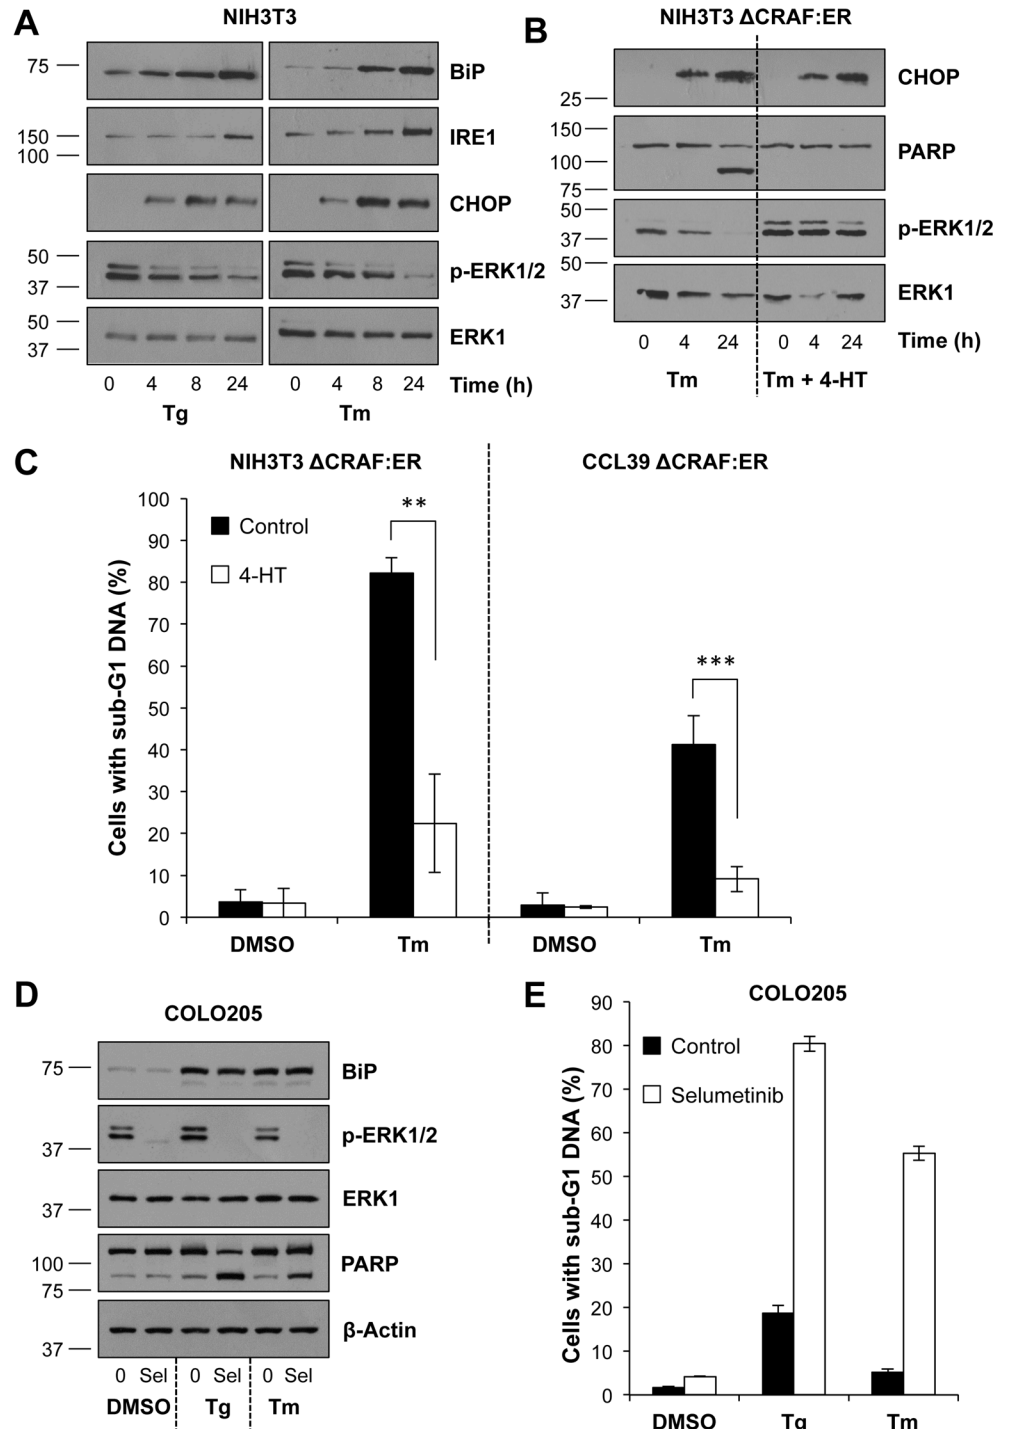 A
NIH3T3
75
BiP
150
100
IRE1
CHOP
50
37
p-ERK1/2
50
37
ERK1
0 4 8 24 0 4 8 24 Time (h)
Tg Tm
B
NIH3T3 ΔCRAF:ER
25
CHOP
150
100
75
PARP
50
37
p-ERK1/2
50
37
ERK1
0 4 24 0 4 24 Time (h)
Tm Tm + 4-HT
C
NIH3T3 ΔCRAF:ER CCL39 ΔCRAF:ER
Cells with sub-G1 DNA (%)
100
90
80
70
60
50
40
30
20
10
0
Control
4-HT
**
***
DMSO Tm DMSO Tm
D
COLO205
75
BiP
37
p-ERK1/2
37
ERK1
100
75
PARP
37
β-Actin
0 Sel 0 Sel 0 Sel
DMSO Tg Tm
E
COLO205
Cells with sub-G1 DNA (%)
90
80
70
60
50
40
30
20
10
0
Control
Selumetinib
DMSO Tg Tm